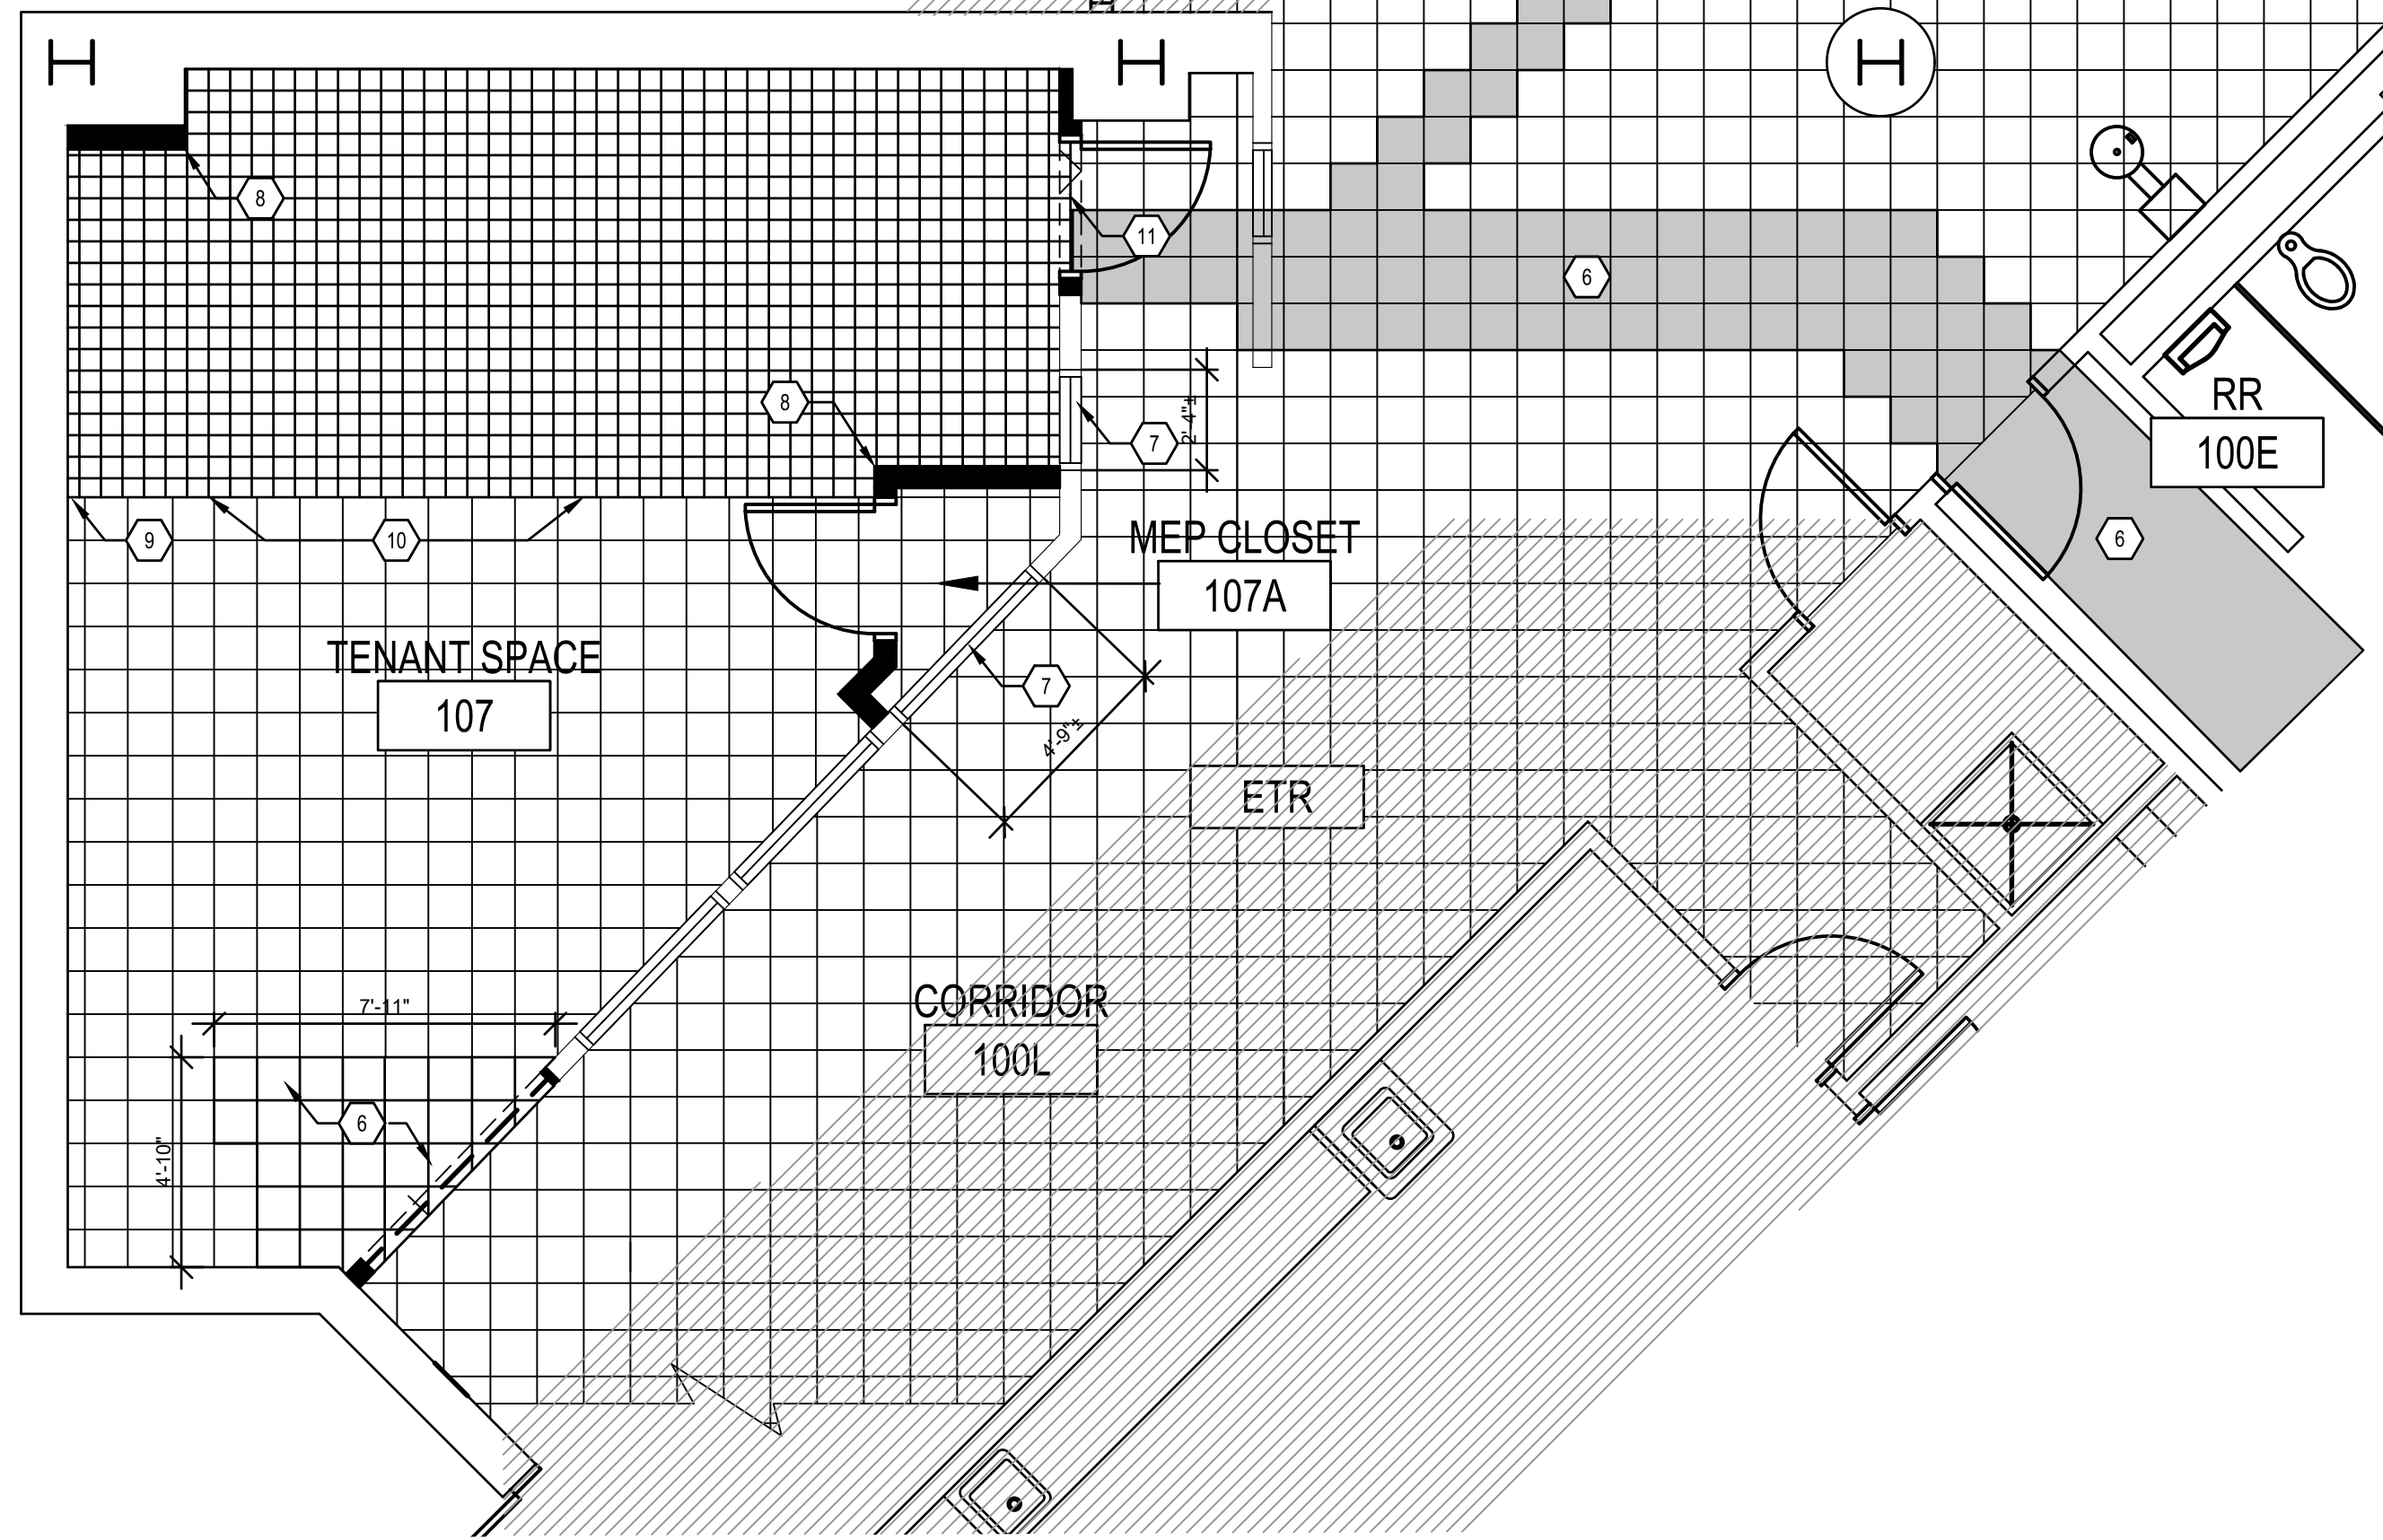 H
H
H
8
11
6
8
7
2'-4"±
RR
100E
9
10
6
MEP CLOSET
107A
TENANT SPACE
107
7
4'-9"±
ETR
CORRIDOR
100L
7'-11"
6
4'-10"